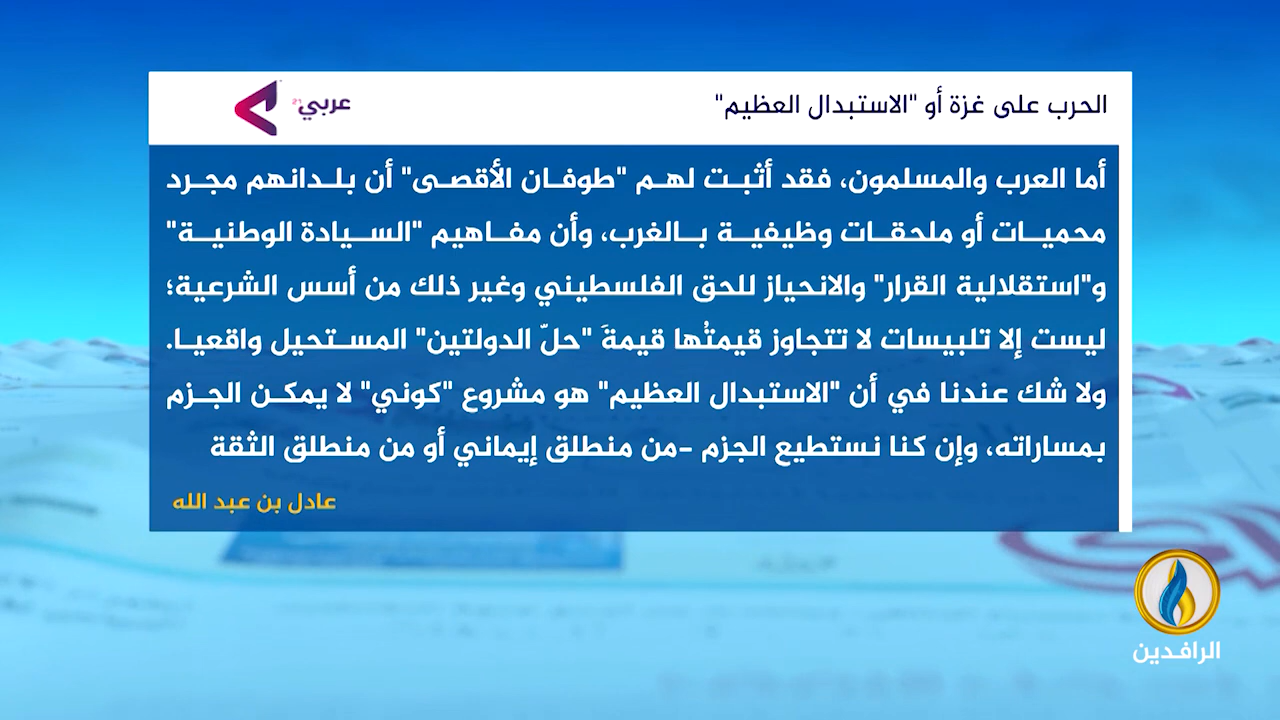 الحرب على غزة أو "الاستبدال العظيم"
عربي21
أما العرب والمسلمون، فقد أثبت لهم "طوفان الأقصى" أن بلدانهم مجرد
محميات أو ملحقات وظيفية بالغرب، وأن مفاهيم "السيادة الوطنية"
و"استقلالية القرار" والانحياز للحق الفلسطيني وغير ذلك من أسس الشرعية؛
ليست إلا تلبيسات لا تتجاوز قيمتُها قيمةَ "حلّ الدولتين" المستحيل واقعيا.
ولا شك عندنا في أن "الاستبدال العظيم" هو مشروع "كوني" لا يمكن الجزم
بمساراته، وإن كنا نستطيع الجزم -من منطلق إيماني أو من منطلق الثقة
عادل بن عبد الله
الرافدين